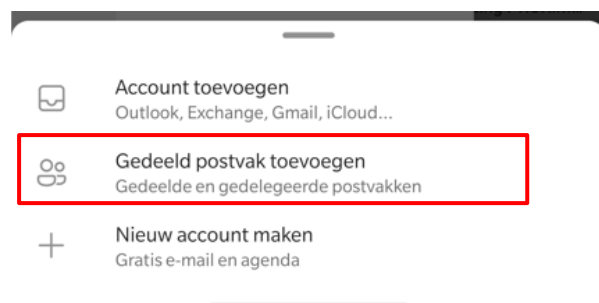 Account toevoegen
Outlook, Exchange, Gmail, iCloud...
Gedeeld postvak toevoegen
Gedeelde en gedelegeerde postvakken
Nieuw account maken
Gratis e-mail en agenda